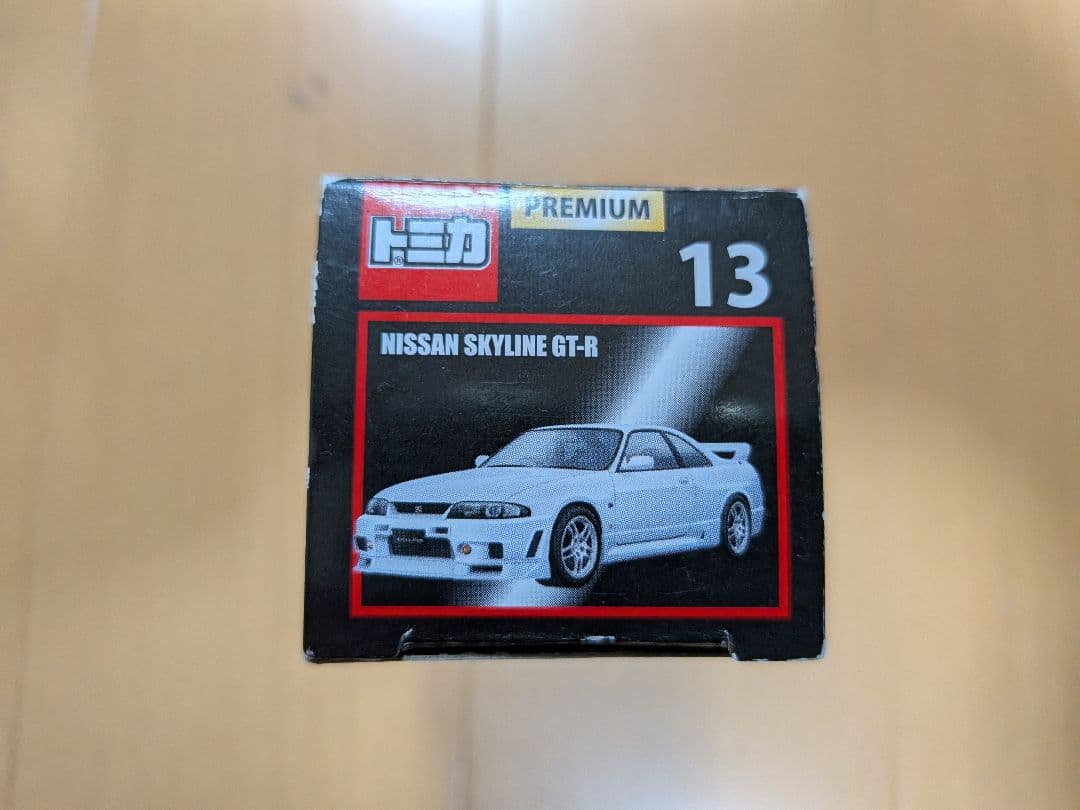 トミカ®
PREMIUM
13
NISSAN SKYLINE GT-R